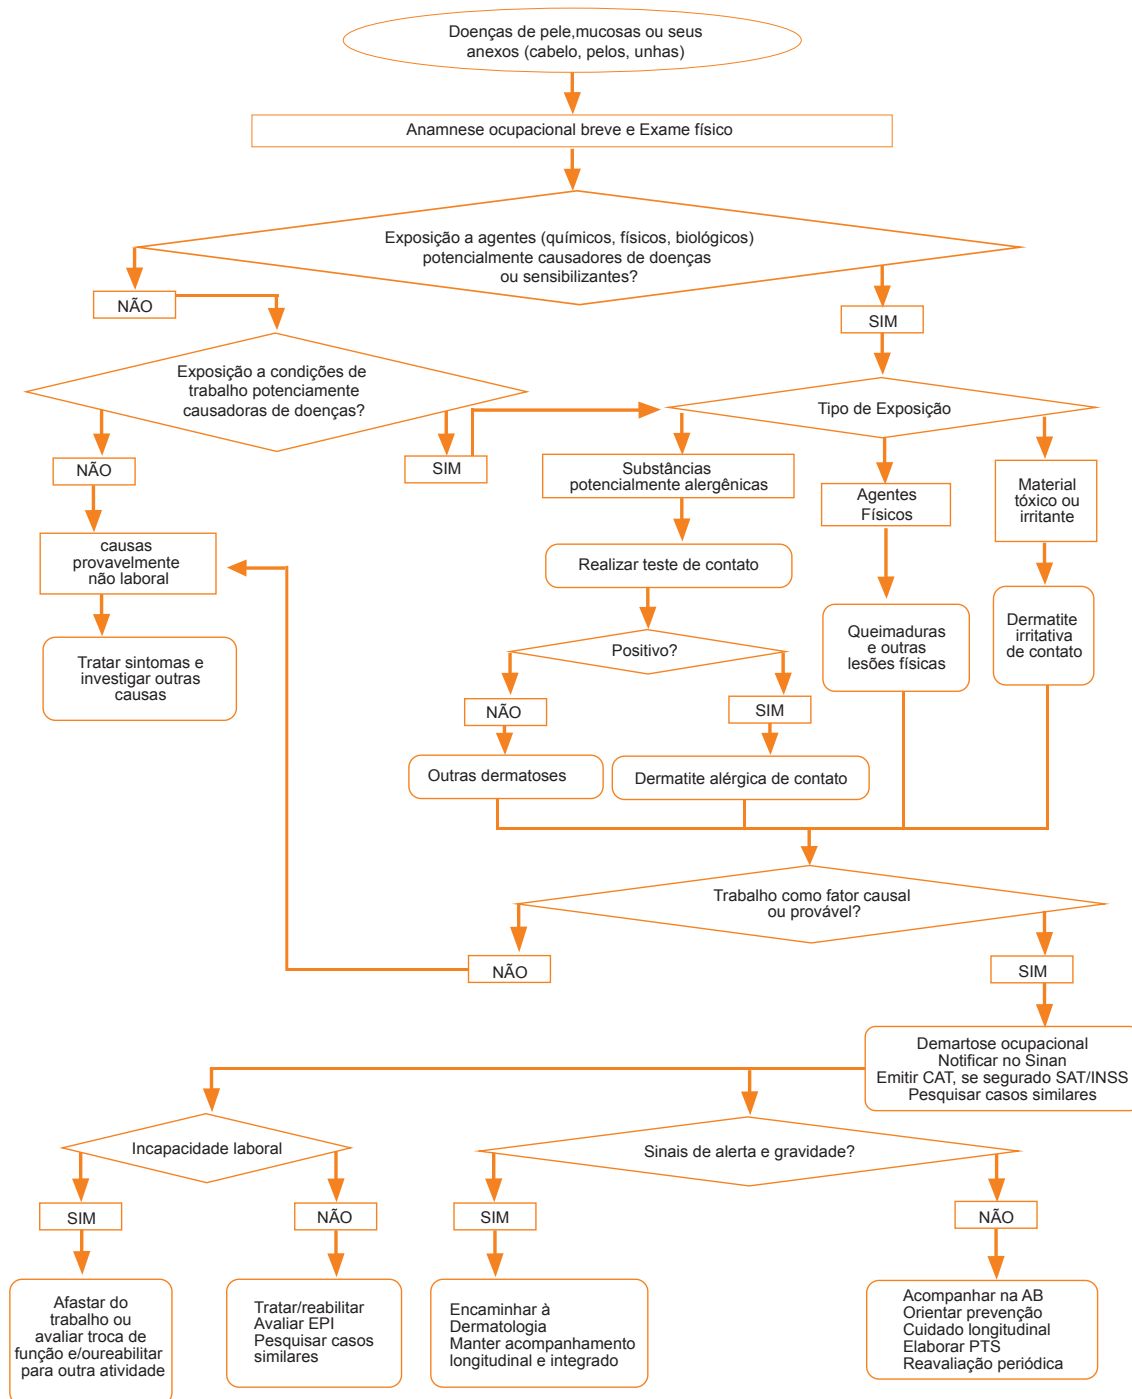 Doenças de pele,mucosas ou seus
anexos (cabelo, pelos, unhas)
Anamnese ocupacional breve e Exame físico
Exposição a agentes (químicos, físicos, biológicos)
potencialmente causadores de doenças
ou sensibilizantes?
NÃO
SIM
Exposição a condições de
trabalho potenciamente
causadoras de doenças?
Tipo de Exposição
NÃO
SIM
Substâncias
potencialmente alergênicas
Agentes
Físicos
Material
tóxico ou
irritante
causas
provavelmente
não laboral
Realizar teste de contato
Tratar sintomas e
investigar outras
causas
Positivo?
Queimaduras
e outras
lesões físicas
Dermatite
irritativa
de contato
NÃO
SIM
Outras dermatoses
Dermatite alérgica de contato
Trabalho como fator causal
ou provável?
NÃO
SIM
Demartose ocupacional
Notificar no Sinan
Emitir CAT, se segurado SAT/INSS
Pesquisar casos similares
Incapacidade laboral
Sinais de alerta e gravidade?
SIM
NÃO
SIM
NÃO
Afastar do
trabalho ou
avaliar troca de
função e/oureabilitar
para outra atividade
Tratar/reabilitar
Avaliar EPI
Pesquisar casos
similares
Encaminhar à
Dermatologia
Manter acompanhamento
longitudinal e integrado
Acompanhar na AB
Orientar prevenção
Cuidado longitudinal
Elaborar PTS
Reavaliação periódica